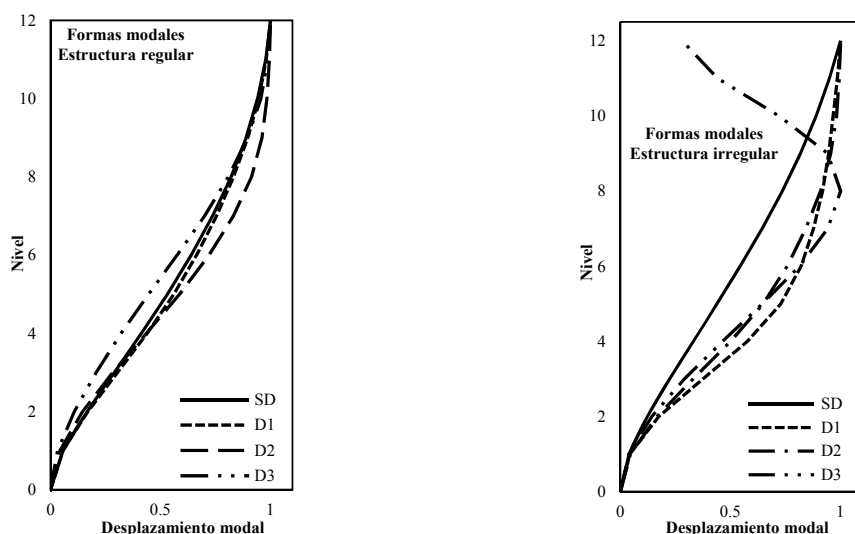 Formas modales
Estructura regular
12
10
8
6
4
2
0
Nivel
SD
D1
D2
D3
0
0.5
1
Desplazamiento modal
Formas modales
Estructura irregular
12
10
8
6
4
2
0
Nivel
SD
D1
D2
D3
0
0.5
1
Desplazamiento modal